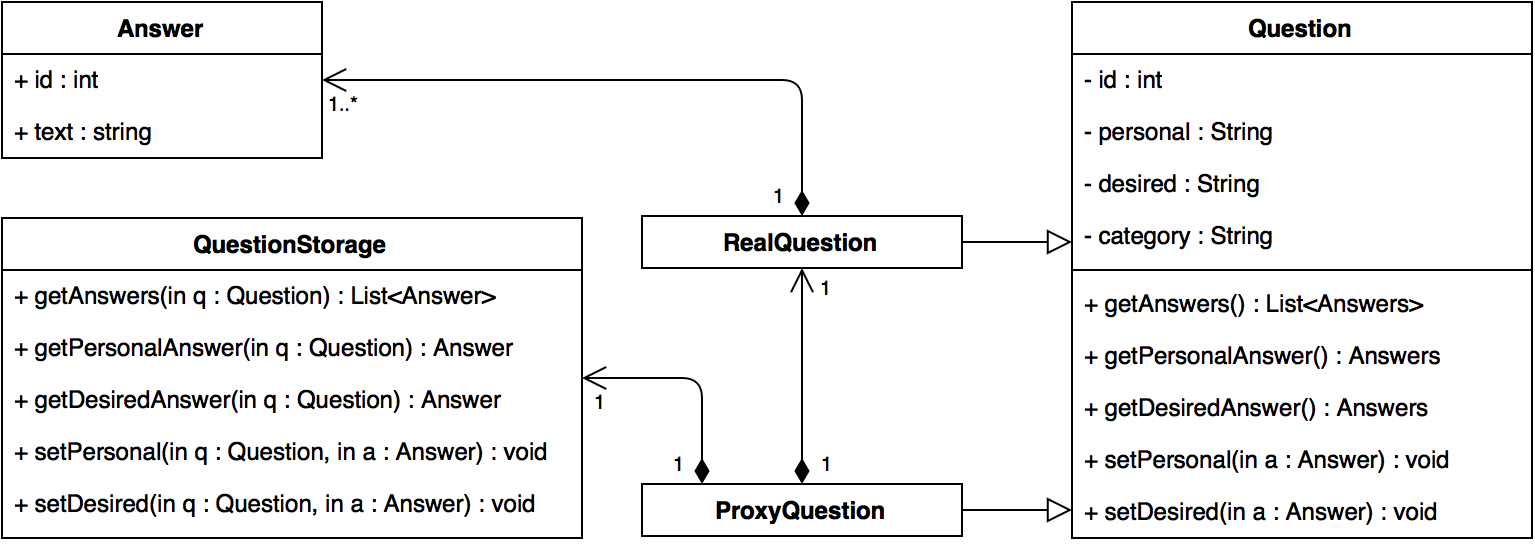 Answer
+ id : int
+ text : string
1..*
1
Question
- id : int
- personal : String
- desired : String
- category : String
+ getAnswers() : List<Answers>
+ getPersonalAnswer() : Answers
+ getDesiredAnswer() : Answers
+ setPersonal(in a : Answer) : void
+ setDesired(in a : Answer) : void
QuestionStorage
+ getAnswers(in q : Question) : List<Answer>
+ getPersonalAnswer(in q : Question) : Answer
+ getDesiredAnswer(in q : Question) : Answer
+ setPersonal(in q : Question, in a : Answer) : void
+ setDesired(in q : Question, in a : Answer) : void
RealQuestion
1
1
1
1
ProxyQuestion